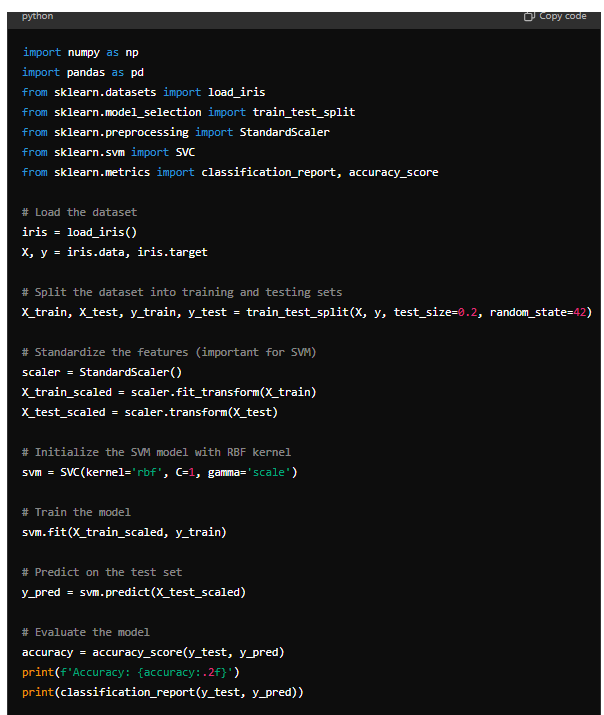 python
Copy code
import numpy as np
import pandas as pd
from sklearn.datasets import load_iris
from sklearn.model_selection import train_test_split
from sklearn.preprocessing import StandardScaler
from sklearn.svm import SVC
from sklearn.metrics import classification_report, accuracy_score
# Load the dataset
iris = load_iris()
X, y = iris.data, iris.target
# Split the dataset into training and testing sets
X_train, X_test, y_train, y_test = train_test_split(X, y, test_size=0.2, random_state=42)
# Standardize the features (important for SVM)
scaler = StandardScaler()
X_train_scaled = scaler.fit_transform(X_train)
X_test_scaled = scaler.transform(X_test)
# Initialize the SVM model with RBF kernel
svm = SVC(kernel='rbf', C=1, gamma='scale')
# Train the model
svm.fit(X_train_scaled, y_train)
# Predict on the test set
y_pred = svm.predict(X_test_scaled)
# Evaluate the model
accuracy = accuracy_score(y_test, y_pred)
print(f'Accuracy: {accuracy:.2f}')
print(classification_report(y_test, y_pred))